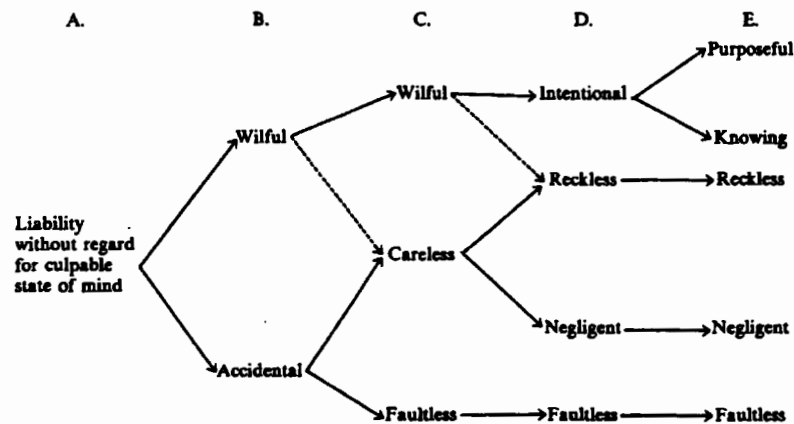 A. B. C. D. E.
Purposeful
Wilful Intentional
Wilful Knowing
Reckless Reckless
Liability
without regard
for culpable
state of mind
Careless
Negligent Negligent
Accidental
Faultless Faultless Faultless